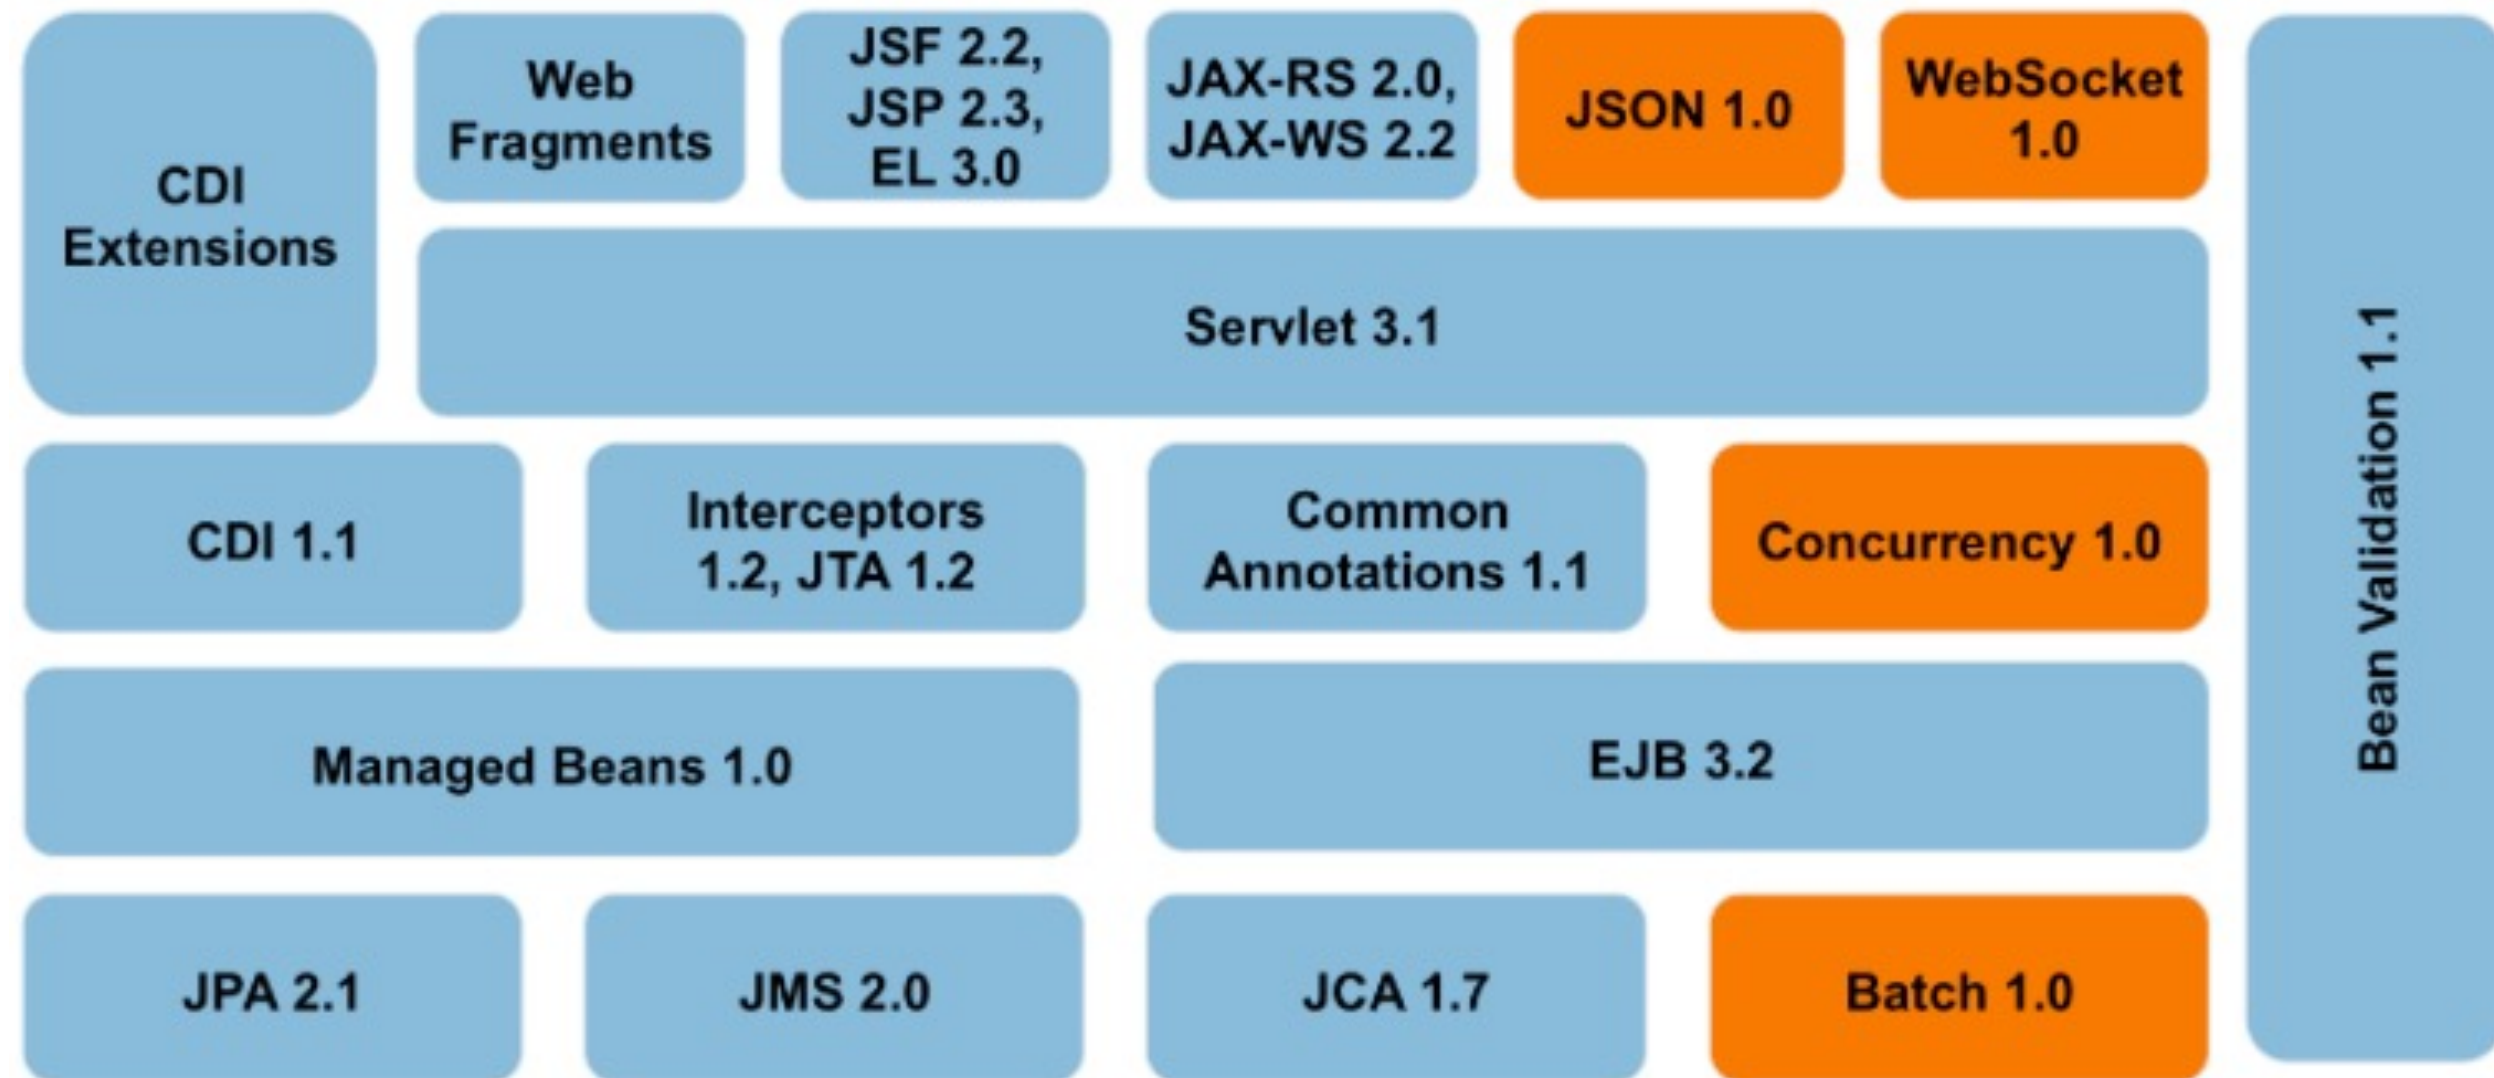 CDI
Extensions
Web
Fragments
JSF 2.2,
JSP 2.3,
EL 3.0
JAX-RS 2.0,
JAX-WS 2.2
JSON 1.0
WebSocket
1.0
Servlet 3.1
CDI 1.1
Interceptors
1.2, JTA 1.2
Common
Annotations 1.1
Concurrency 1.0
Managed Beans 1.0
EJB 3.2
JPA 2.1
JMS 2.0
JCA 1.7
Batch 1.0
Bean Validation 1.1